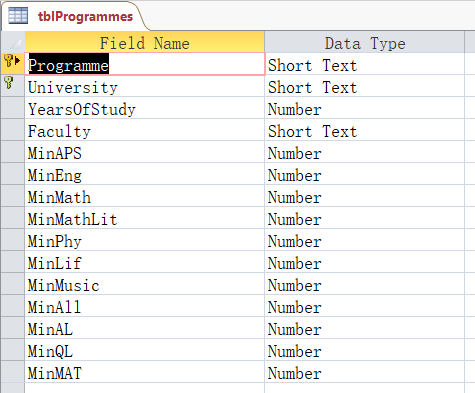 tblProgrammes
Field Name Data Type
Programme Short Text
University Short Text
YearsOfStudy Number
Faculty Short Text
MinAPS Number
MinEng Number
MinMath Number
MinMathLit Number
MinPhy Number
MinLif Number
MinMusic Number
MinAll Number
MinAL Number
MinQL Number
MinMAT Number